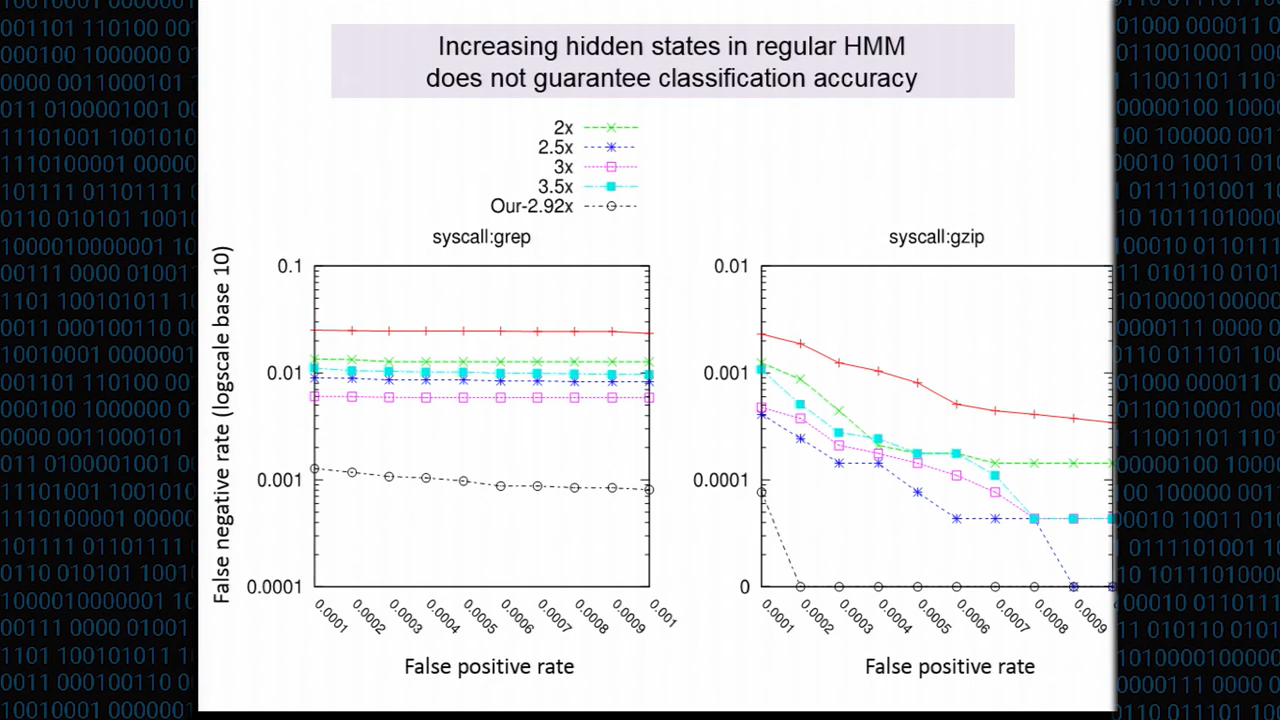 Increasing hidden states in regular HMM
does not guarantee classification accuracy
2x
2.5x
3x
3.5x
Our-2.92x
syscall:grep
syscall:gzip
False negative rate (logscale base 10)
0.1
0.01
0.001
0.0001
0.01
0.001
0.0001
0
0.0001
0.0002
0.0003
0.0004
0.0005
0.0006
0.0007
0.0008
0.0009
0.001
0.0001
0.0002
0.0003
0.0004
0.0005
0.0006
0.0007
0.0008
0.0009
False positive rate
False positive rate